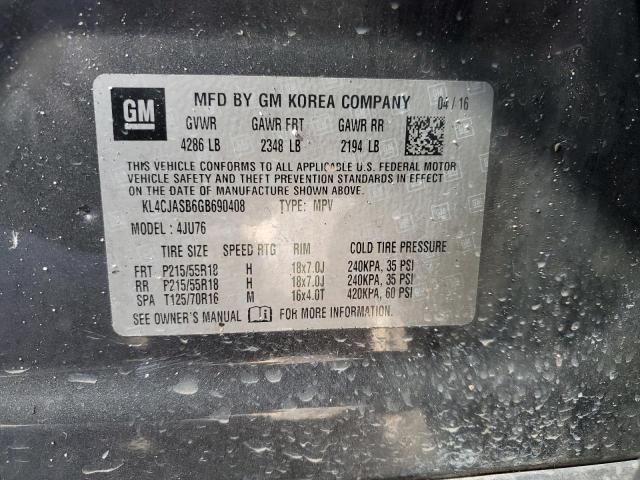 GM
MFD BY GM KOREA COMPANY 04 / 16
GVWR GAWR FRT GAWR RR
4286 LB 2348 LB 2194 LB
THIS VEHICLE CONFORMS TO ALL APPLICABLE U.S. FEDERAL MOTOR
VEHICLE SAFETY AND THEFT PREVENTION STANDARDS IN EFFECT ON
THE DATE OF MANUFACTURE SHOWN ABOVE.
KL4CJASB6GB690408 TYPE: MPV
MODEL : 4JU76
TIRE SIZE SPEED RTG RIM COLD TIRE PRESSURE
FRT P215/55R18 H 18x7.0J 240KPA, 35 PSI
RR P215/55R18 H 18x7.0J 240KPA, 35 PSI
SPA T125/70R16 M 16x4.0T 420KPA, 60 PSI
SEE OWNER'S MANUAL FOR MORE INFORMATION.